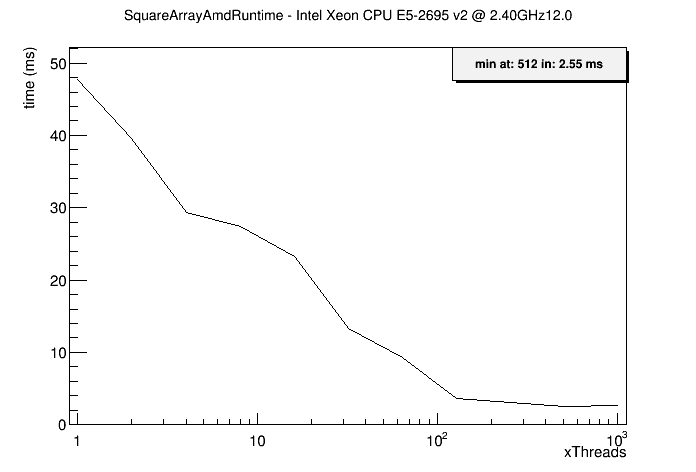 SquareArrayAmdRuntime - Intel Xeon CPU E5-2695 v2 @ 2.40GHz12.0
time (ms)
min at: 512 in: 2.55 ms
50
40
30
20
10
0
1 10 10² 10³
xThreads